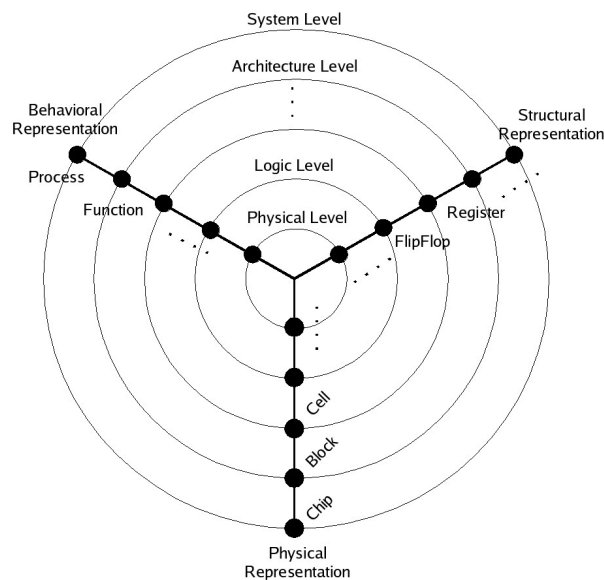 System Level
Architecture Level
Behavioral
Representation
Structural
Representation
Logic Level
Process
Function
Physical Level
Register
FlipFlop
Cell
Block
Chip
Physical
Representation